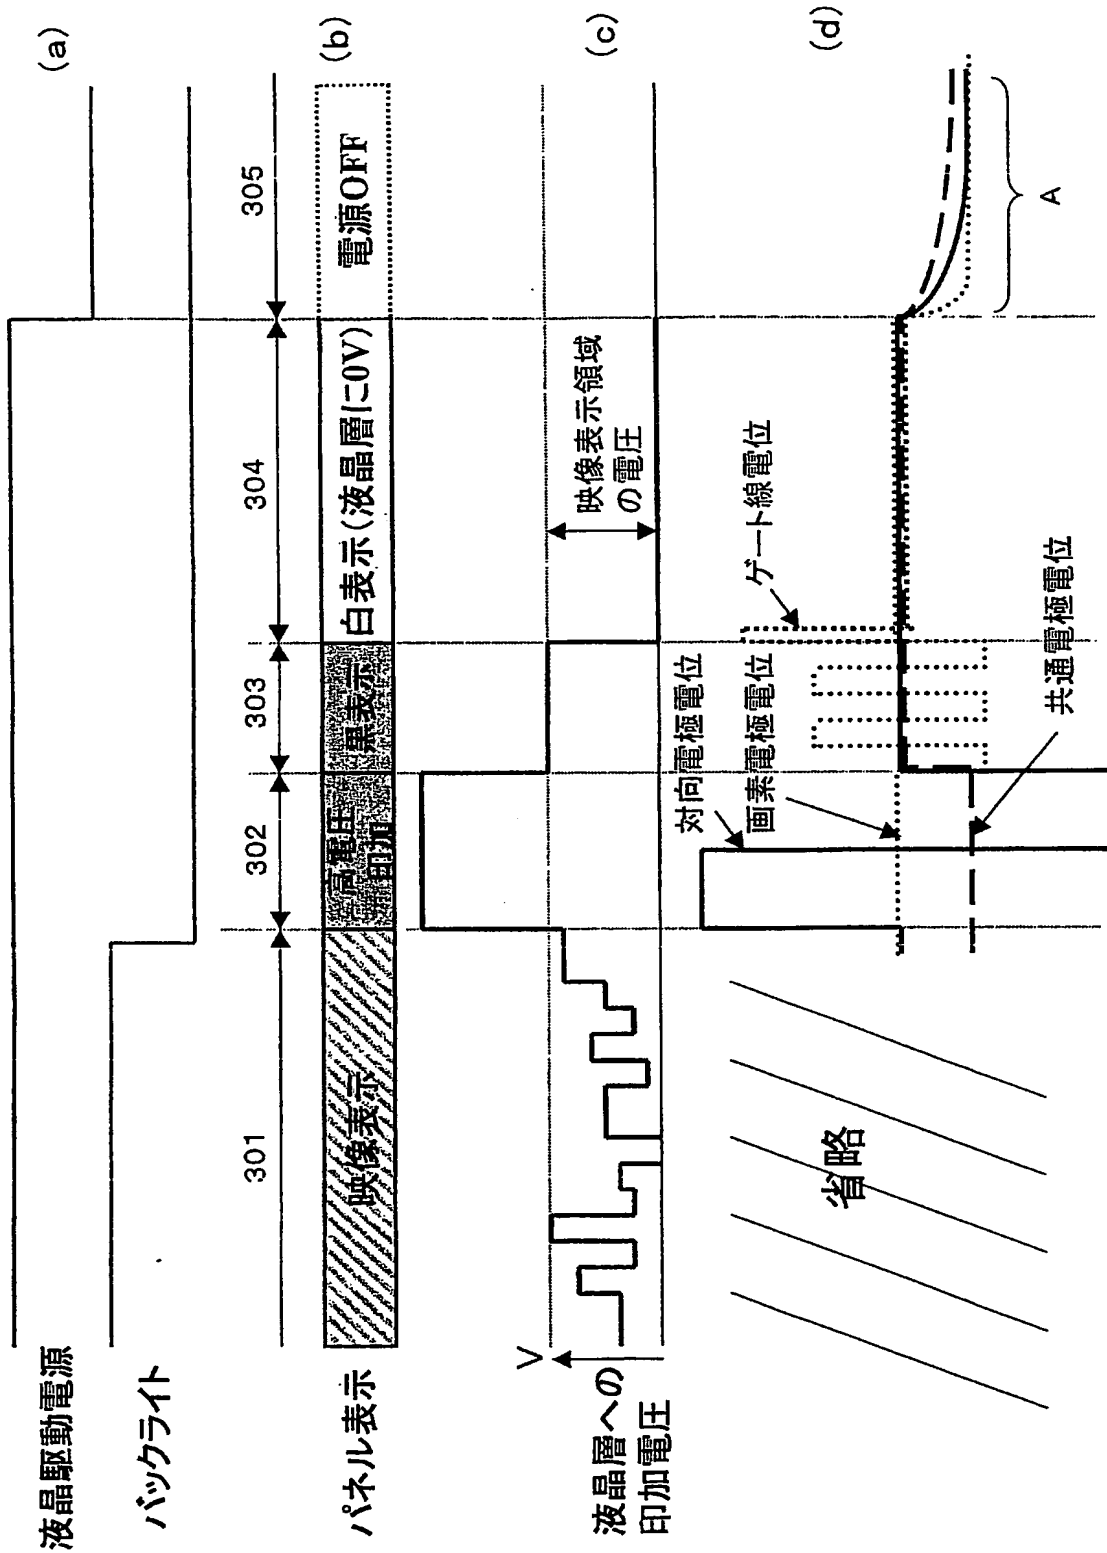 液晶駆動電源
(a)
バックライト
301
302
303
304
305
パネル表示
映像表示
高電圧
印加
黒表示
白表示(液晶層に0V)
電源OFF
(b)
V
液晶層への
印加電圧
映像表示領域
の電圧
(c)
省略
対向電極電位
画素電極電位
ゲート線電位
共通電極電位
A
(d)